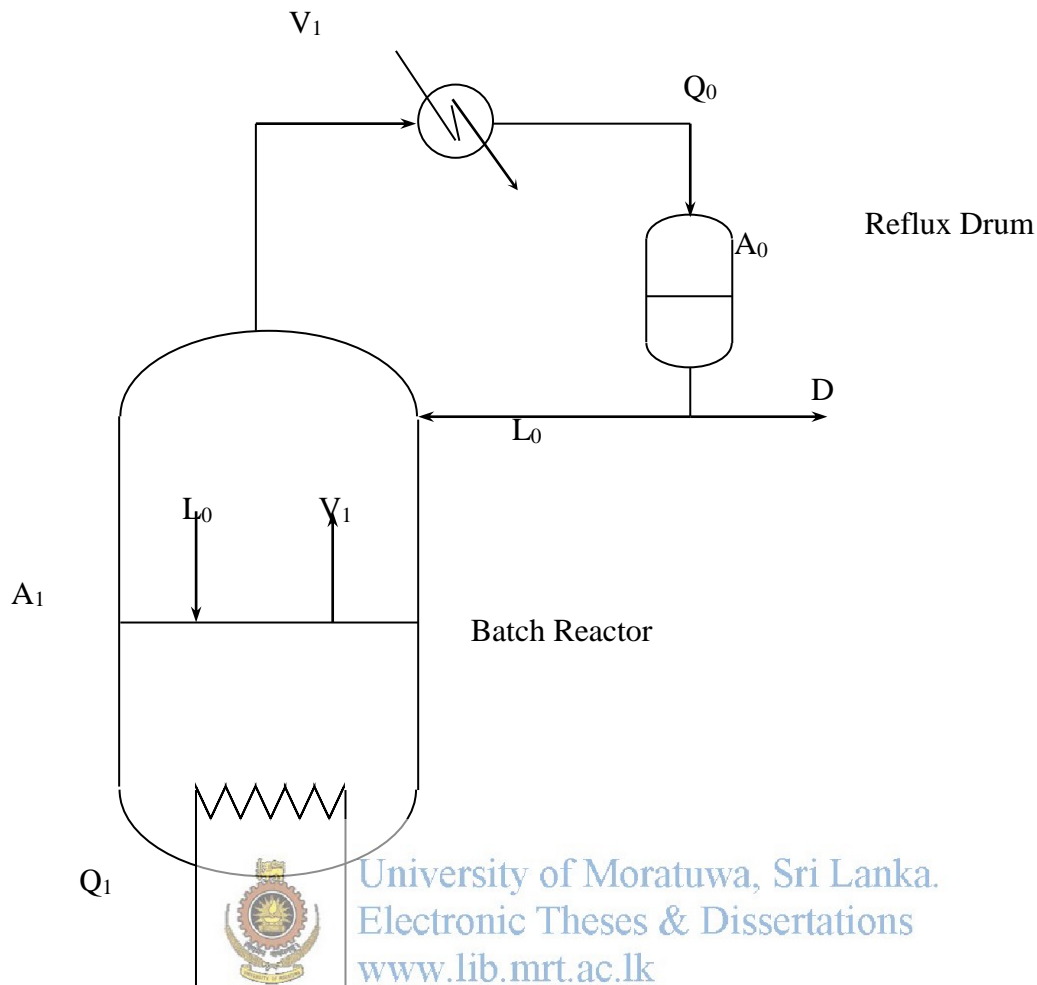 V₁
Q₀
Reflux Drum
A₀
D
L₀
L₀ V₁
A₁
Batch Reactor
Q₁
University of Moratuwa, Sri Lanka.
Electronic Theses & Dissertations
www.lib.mrt.ac.lk